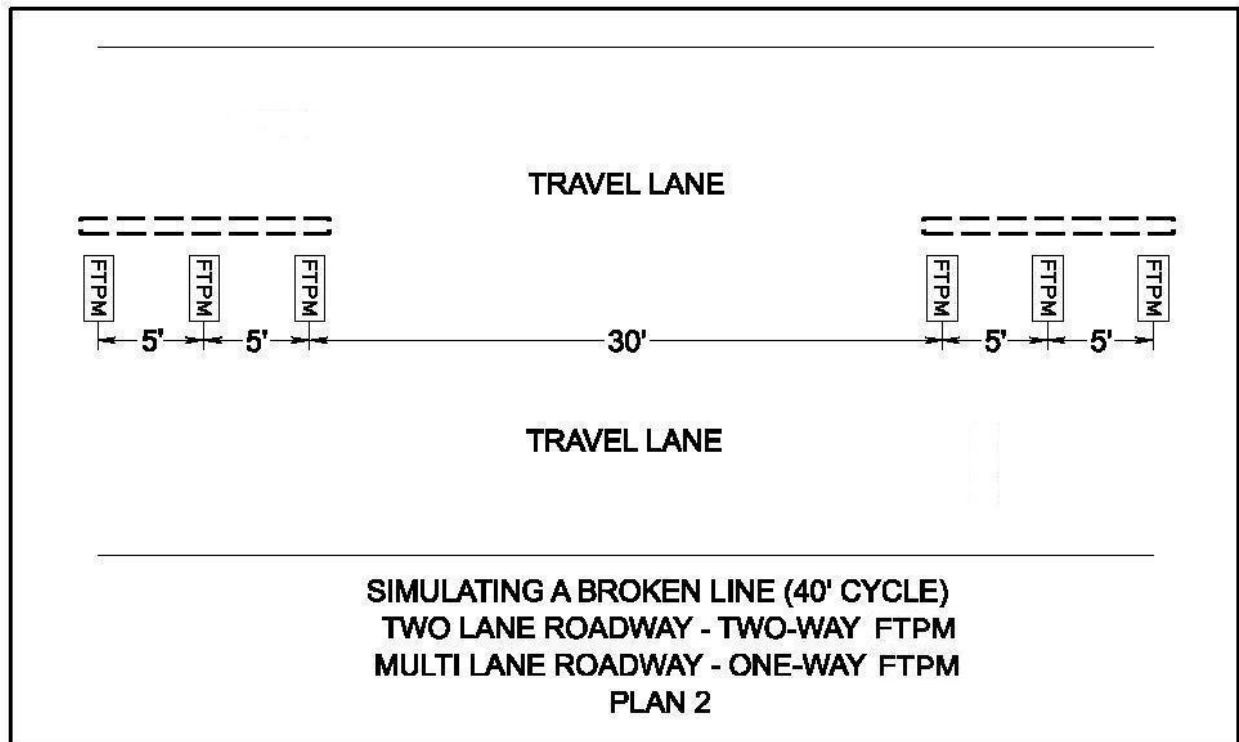 TRAVEL LANE
FTPM FTPM FTPM FTPM FTPM FTPM
5' 5' 30' 5' 5'
TRAVEL LANE
SIMULATING A BROKEN LINE (40' CYCLE)
TWO LANE ROADWAY - TWO-WAY FTPM
MULTI LANE ROADWAY - ONE-WAY FTPM
PLAN 2